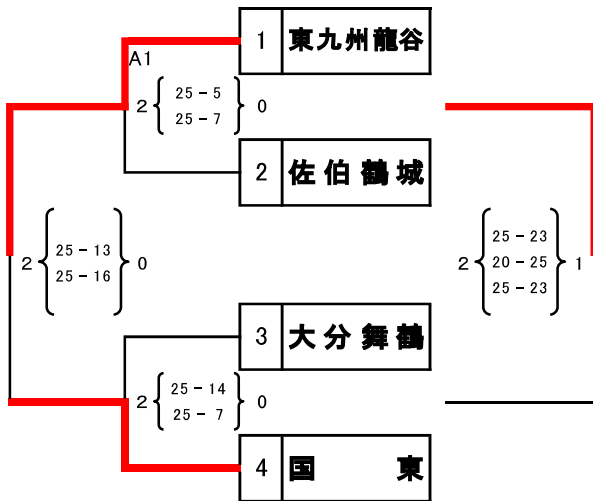 1 東九州龍谷
A1
2 25 - 5 0
25 - 7
2 佐伯鶴城
2 25 - 13 0
25 - 16
2 25 - 23 1
20 - 25
25 - 23
3 大分舞鶴
2 25 - 14 0
25 - 7
4 国東